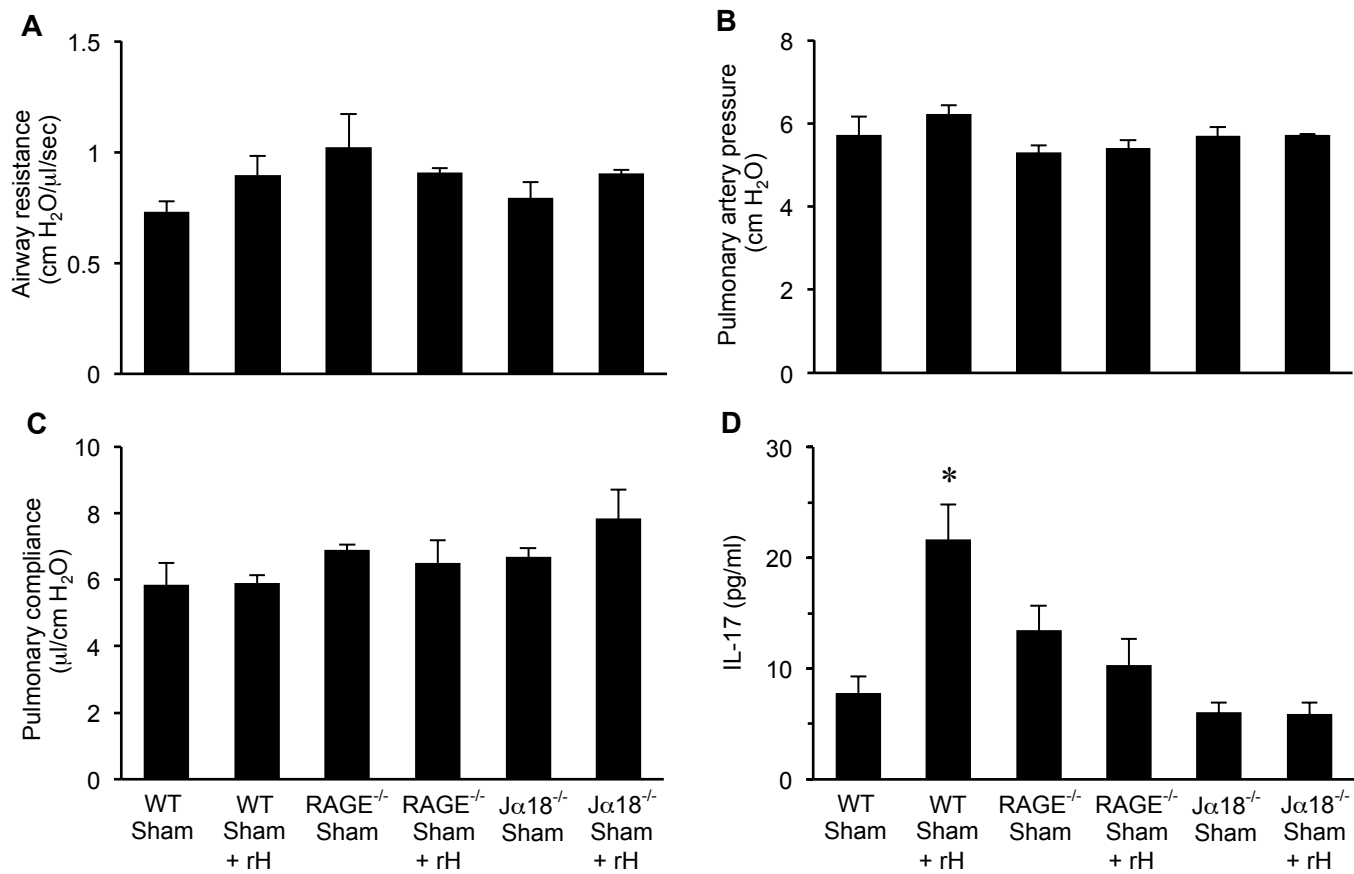 A
Airway resistance
(cm H₂O/μl/sec)
1.5
1
0.5
0
B
Pulmonary artery pressure
(cm H₂O)
8
6
4
2
0
C
Pulmonary compliance
(μl/cm H₂O)
10
8
6
4
2
0
WT
Sham
WT
Sham
+ rH
RAGE⁻/⁻
Sham
RAGE⁻/⁻
Sham
+ rH
Jα18⁻/⁻
Sham
Jα18⁻/⁻
Sham
+ rH
D
IL-17 (pg/ml)
30
20
10
0
*
WT
Sham
WT
Sham
+ rH
RAGE⁻/⁻
Sham
RAGE⁻/⁻
Sham
+ rH
Jα18⁻/⁻
Sham
Jα18⁻/⁻
Sham
+ rH